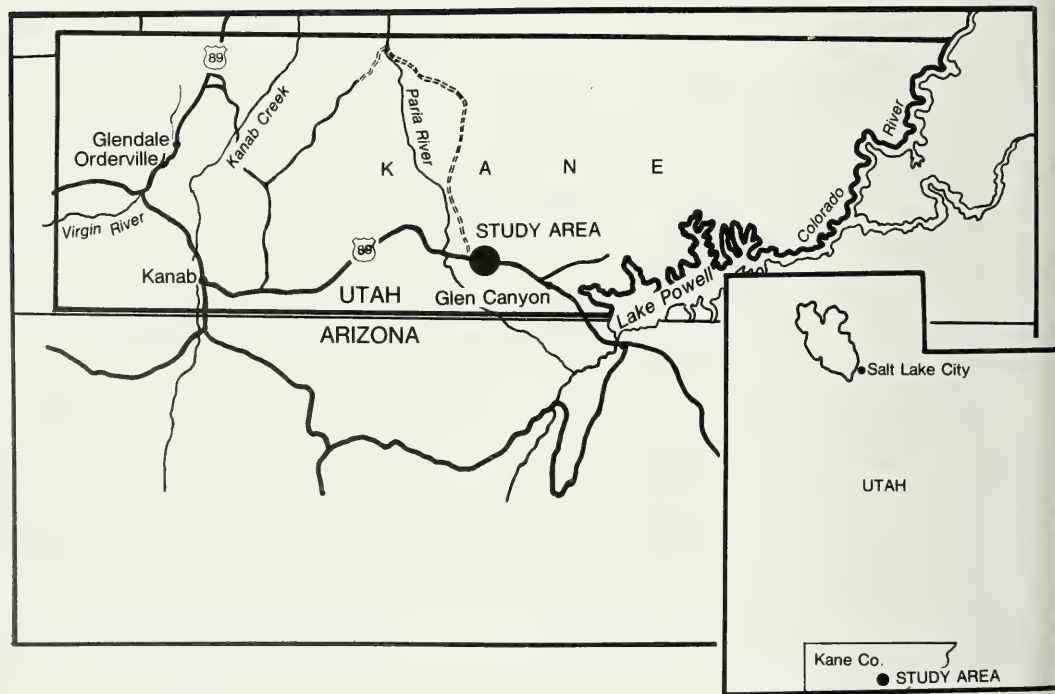 89
Glendale
Orderville
Kanab Creek
Paria River
K A N E
River
Colorado
Virgin River
STUDY AREA
89
Kanab
Glen Canyon
UTAH
Lake Powell
ARIZONA
Salt Lake City
UTAH
Kane Co.
STUDY AREA